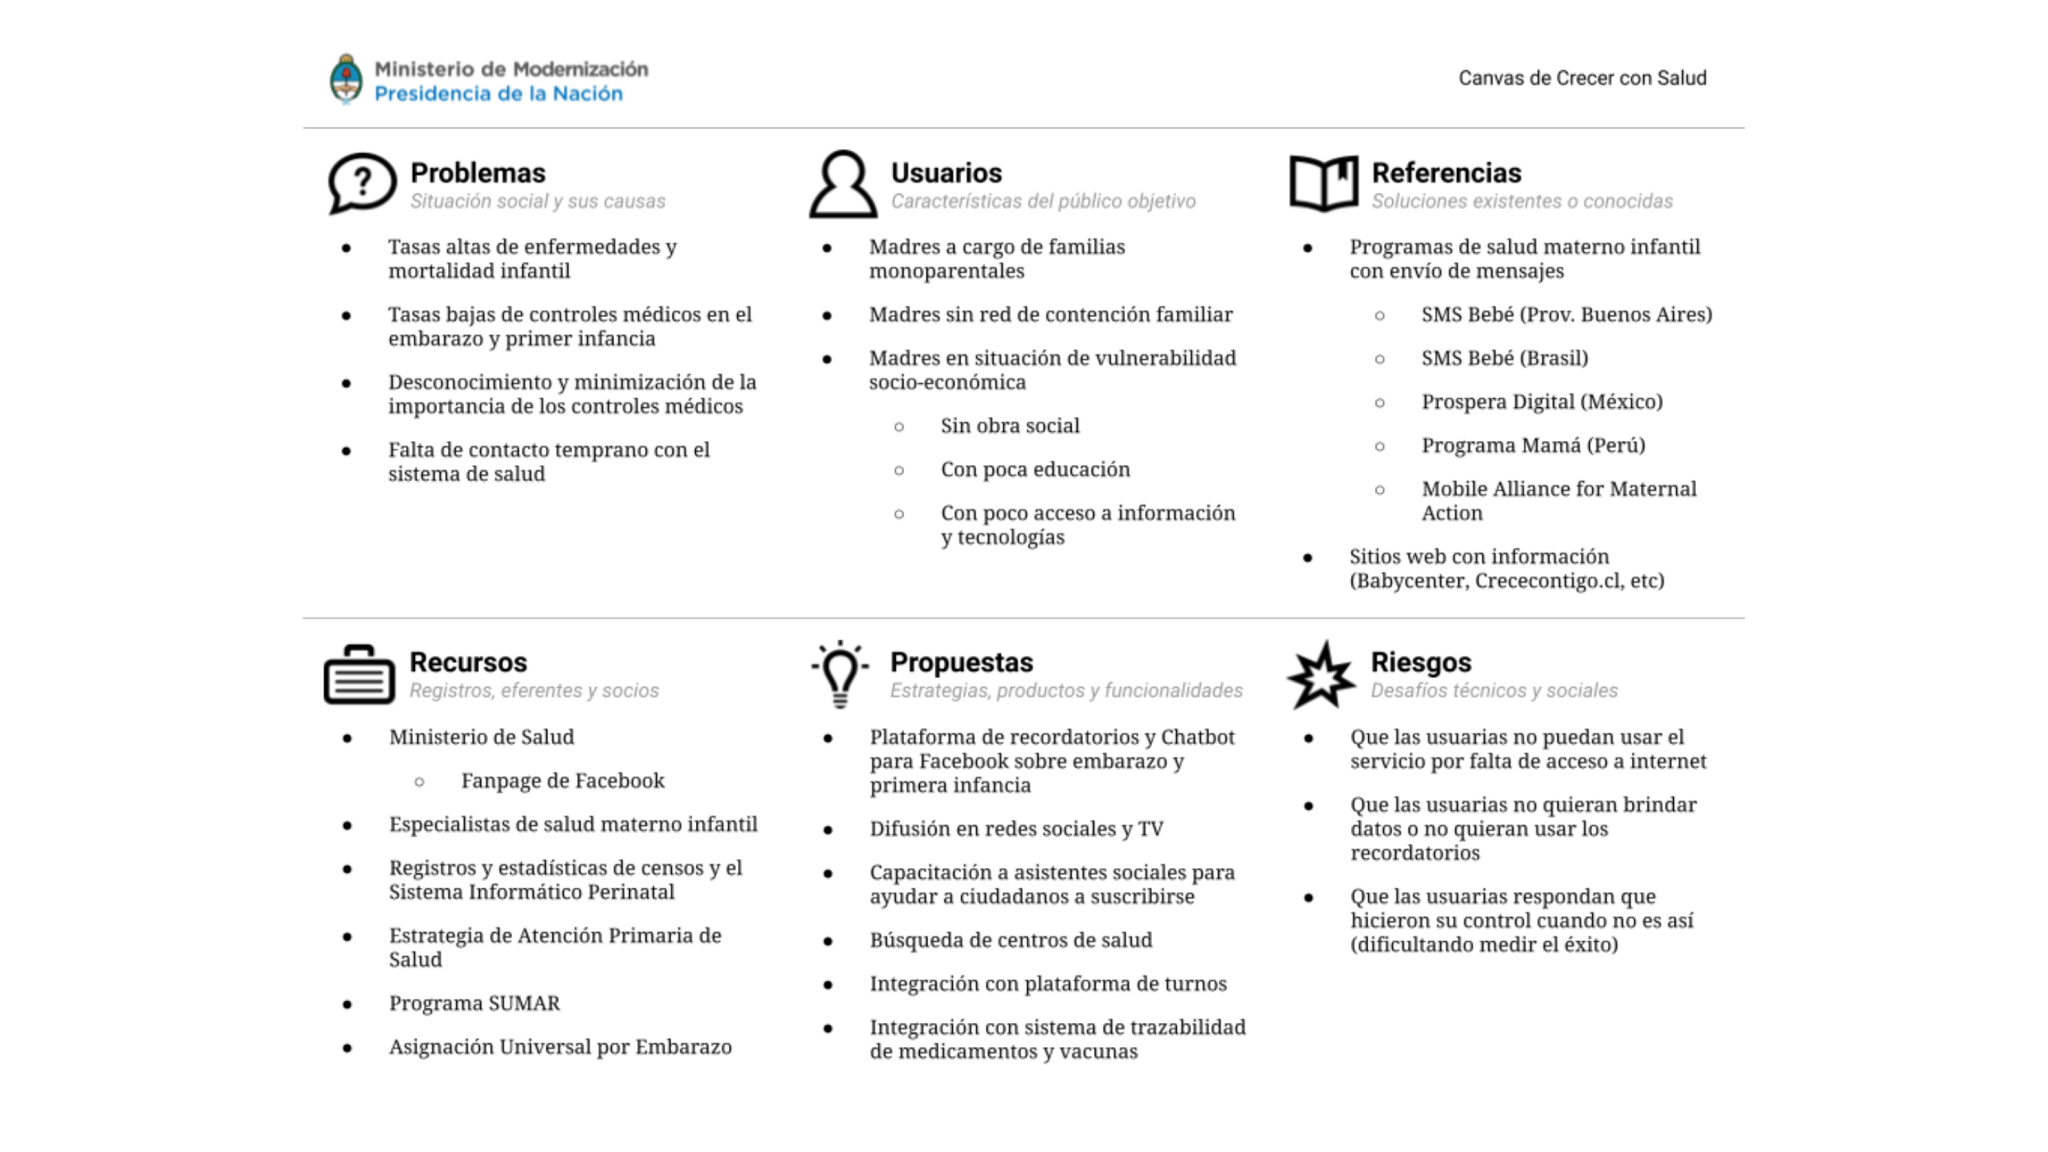 Ministerio de Modernización
Presidencia de la Nación
Canvas de Crecer con Salud
Problemas
Situación social y sus causas
● Tasas altas de enfermedades y
mortalidad infantil
● Tasas bajas de controles médicos en el
embarazo y primer infancia
● Desconocimiento y minimización de la
importancia de los controles médicos
● Falta de contacto temprano con el
sistema de salud
Usuarios
Características del público objetivo
● Madres a cargo de familias
monoparentales
● Madres sin red de contención familiar
● Madres en situación de vulnerabilidad
socio-económica
○ Sin obra social
○ Con poca educación
○ Con poco acceso a información
y tecnologías
Referencias
Soluciones existentes o conocidas
● Programas de salud materno infantil
con envío de mensajes
○ SMS Bebé (Prov. Buenos Aires)
○ SMS Bebé (Brasil)
○ Prospera Digital (México)
○ Programa Mamá (Perú)
○ Mobile Alliance for Maternal
Action
● Sitios web con información
(Babycenter, Crececontigo.cl, etc)
Recursos
Registros, eferentes y socios
● Ministerio de Salud
○ Fanpage de Facebook
● Especialistas de salud materno infantil
● Registros y estadísticas de censos y el
Sistema Informático Perinatal
● Estrategia de Atención Primaria de
Salud
● Programa SUMAR
● Asignación Universal por Embarazo
Propuestas
Estrategias, productos y funcionalidades
● Plataforma de recordatorios y Chatbot
para Facebook sobre embarazo y
primera infancia
● Difusión en redes sociales y TV
● Capacitación a asistentes sociales para
ayudar a ciudadanos a suscribirse
● Búsqueda de centros de salud
● Integración con plataforma de turnos
● Integración con sistema de trazabilidad
de medicamentos y vacunas
Riesgos
Desafíos técnicos y sociales
● Que las usuarias no puedan usar el
servicio por falta de acceso a internet
● Que las usuarias no quieran brindar
datos o no quieran usar los
recordatorios
● Que las usuarias respondan que
hicieron su control cuando no es así
(dificultando medir el éxito)